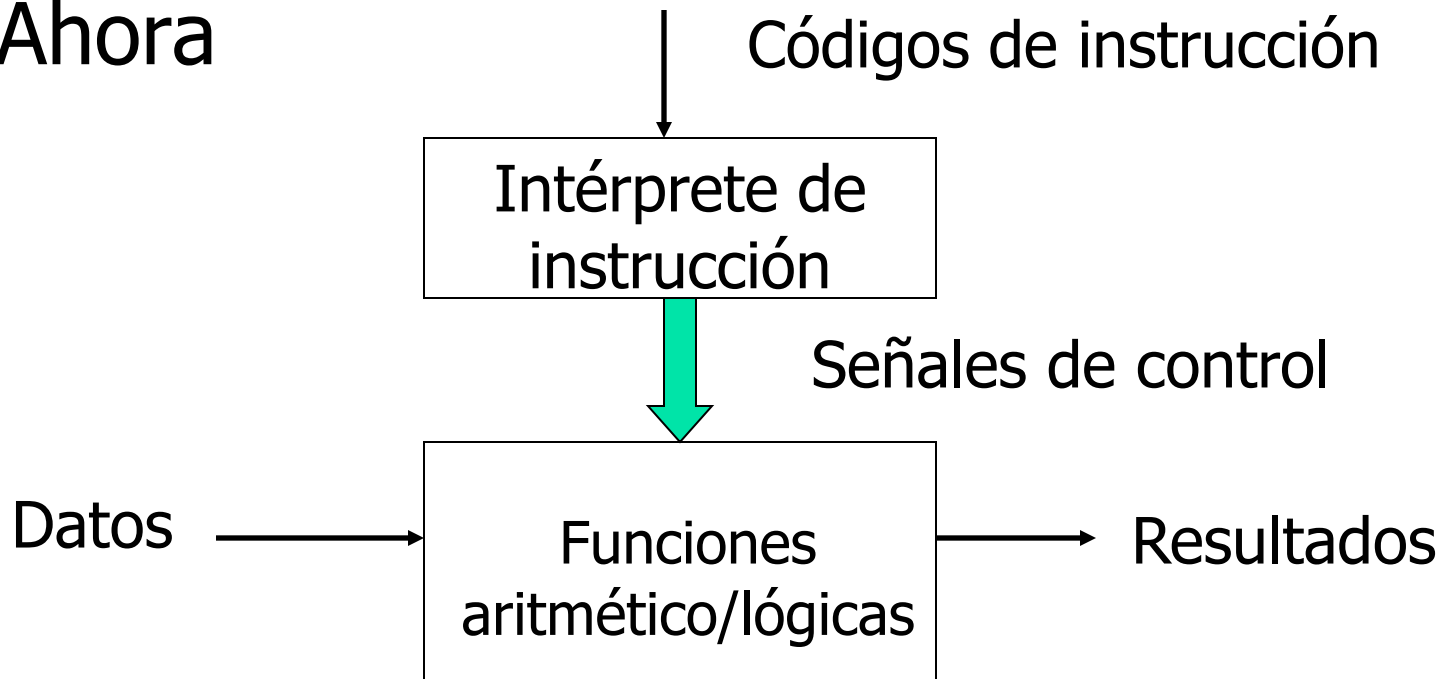 Ahora
Códigos de instrucción
Intérprete de
instrucción
Señales de control
Datos
Funciones
aritmético/lógicas
Resultados